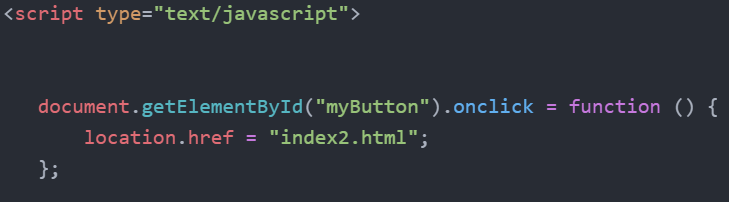 <script type="text/javascript">
document.getElementById("myButton").onclick = function () {
location.href = "index2.html";
};